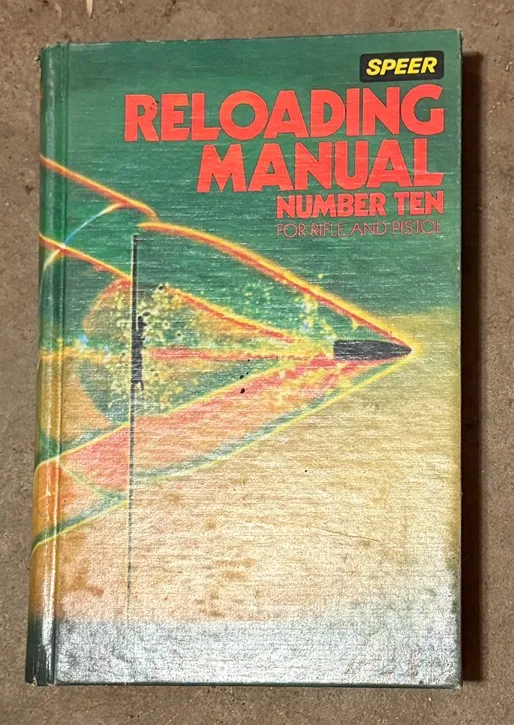 SPEER
RELOADING
MANUAL
NUMBER TEN
FOR RIFLE AND PISTOL